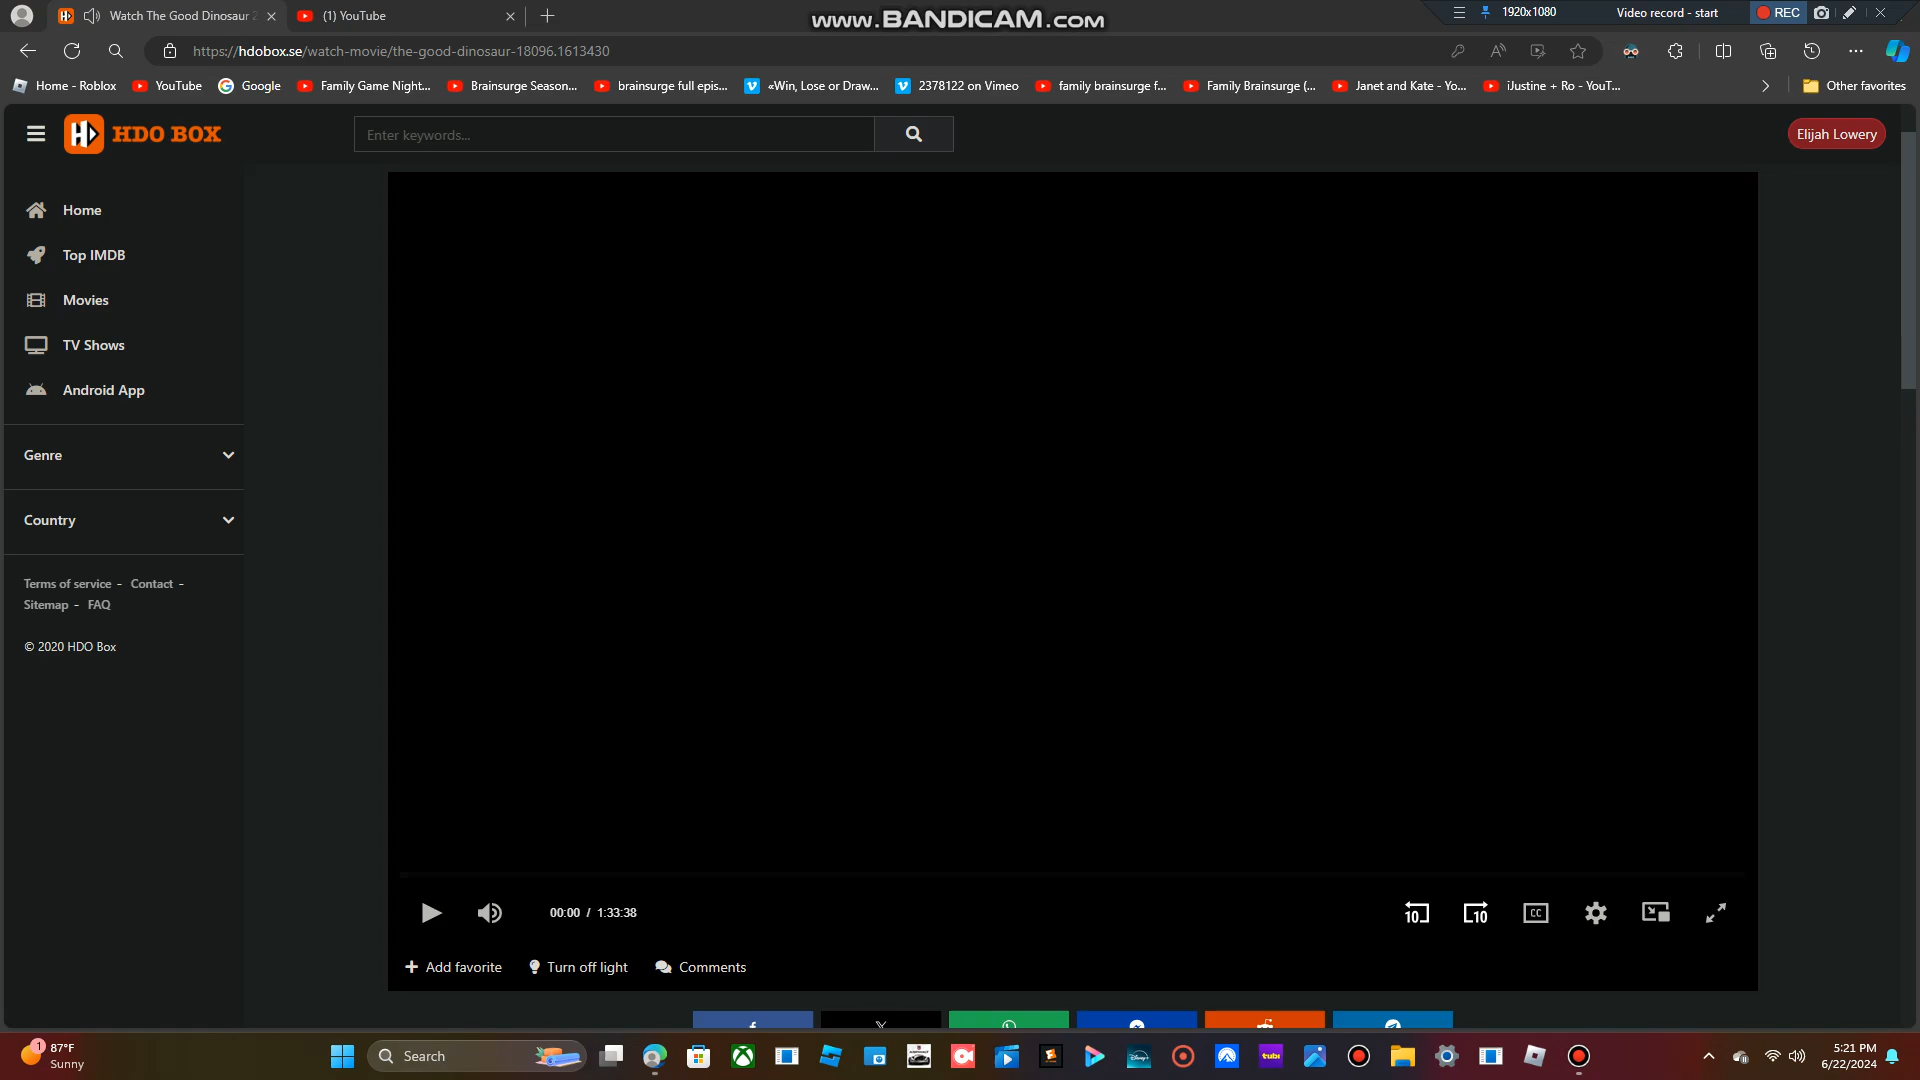 Watch The Good Dinosaur 2
(1) YouTube
www.BANDICAM.com
1920x1080
Video record - start
REC
https://hdobox.se/watch-movie/the-good-dinosaur-18096.1613430
Home - Roblox
YouTube
Google
Family Game Night...
Brainsurge Season...
brainsurge full epis...
«Win, Lose or Draw...
2378122 on Vimeo
family brainsurge f...
Family Brainsurge (...
Janet and Kate - Yo...
iJustine + Ro - YouT...
Other favorites
HDO BOX
Enter keywords...
Elijah Lowery
Home
Top IMDB
Movies
TV Shows
Android App
Genre
Country
Terms of service - Contact -
Sitemap - FAQ
© 2020 HDO Box
00:00 / 1:33:38
10
10
CC
Add favorite
Turn off light
Comments
1
87°F
Sunny
Search
Disney+
tubi
5:21 PM
6/22/2024